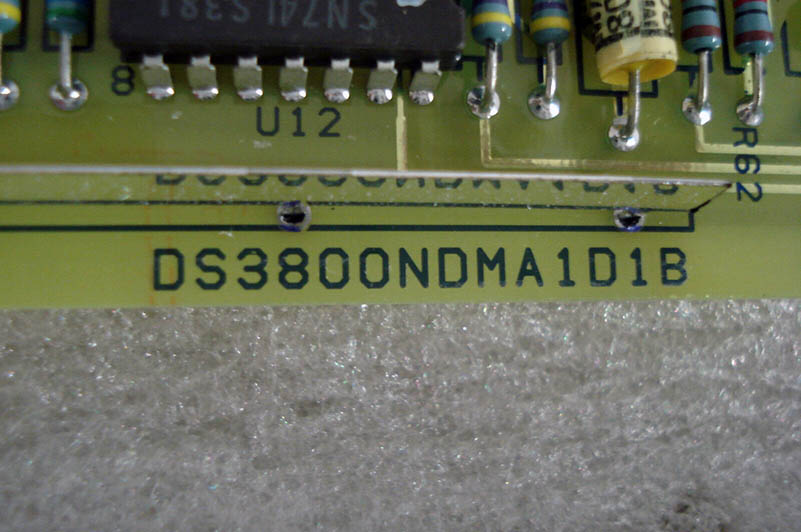 SN74LS381
8
U12
R62
DS3800NDMA1D1B